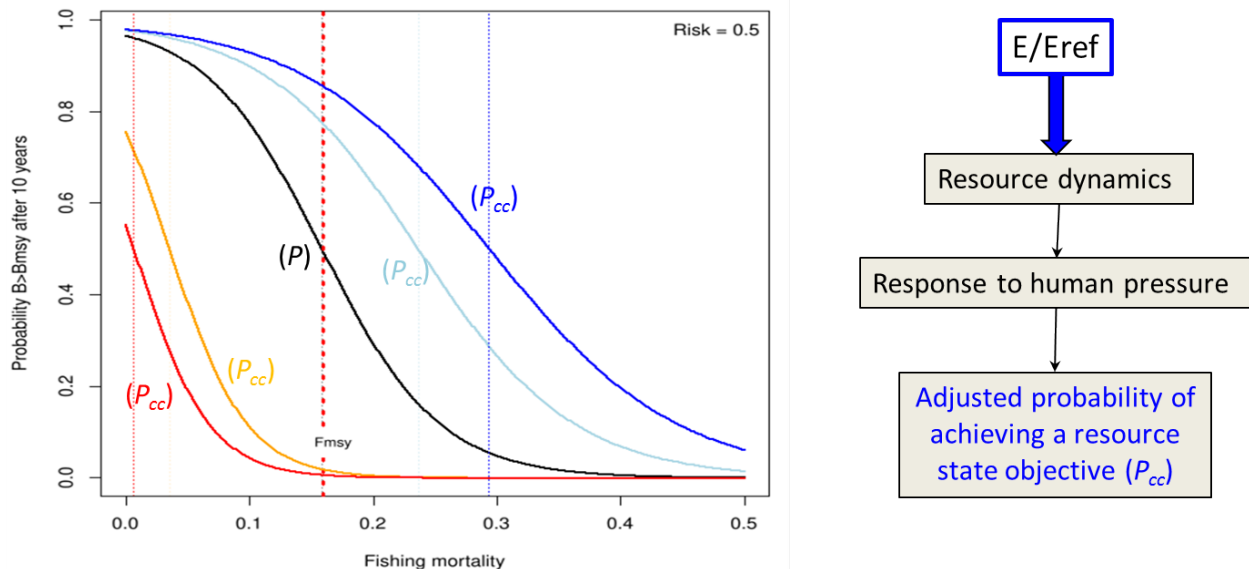 Risk = 0.5
Probability B>Bmsy after 10 years
1.0
0.8
0.6
0.4
0.2
0.0
(Pcc)
(P)
(Pcc)
(Pcc)
(Pcc)
Fmsy
0.0 0.1 0.2 0.3 0.4 0.5
Fishing mortality
E/Eref
Resource dynamics
Response to human pressure
Adjusted probability of
achieving a resource
state objective (Pcc)